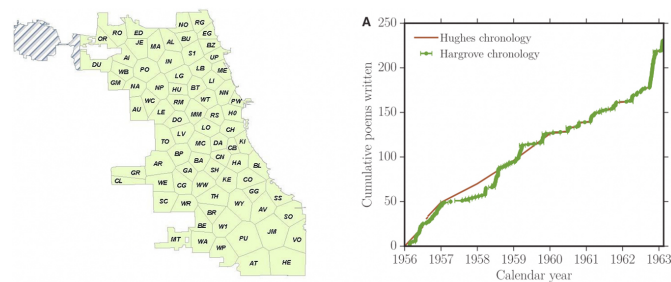 NO RG
OR RO ED JE MA AL BU EG
BZ
DU AI IN S1 UP
WB PO LG LB ME
GM NA NP HU BT LI
NN
AU WC RM WT PW
LE DO MM RS H0
TO LV LO CH
MC DA CB KI
BP BA CN
AR GA SH HA BL
GR
CL WE CG WW KE CO
GG
SC WR TH WY SS
BR AV SO
BE W1
MT WA WP PU JM VO
AT HE
A
250
200
150
100
50
0
Cumulative poems written
Hughes chronology
Hargrove chronology
1956 1957 1958 1959 1960 1961 1962 1963
Calendar year